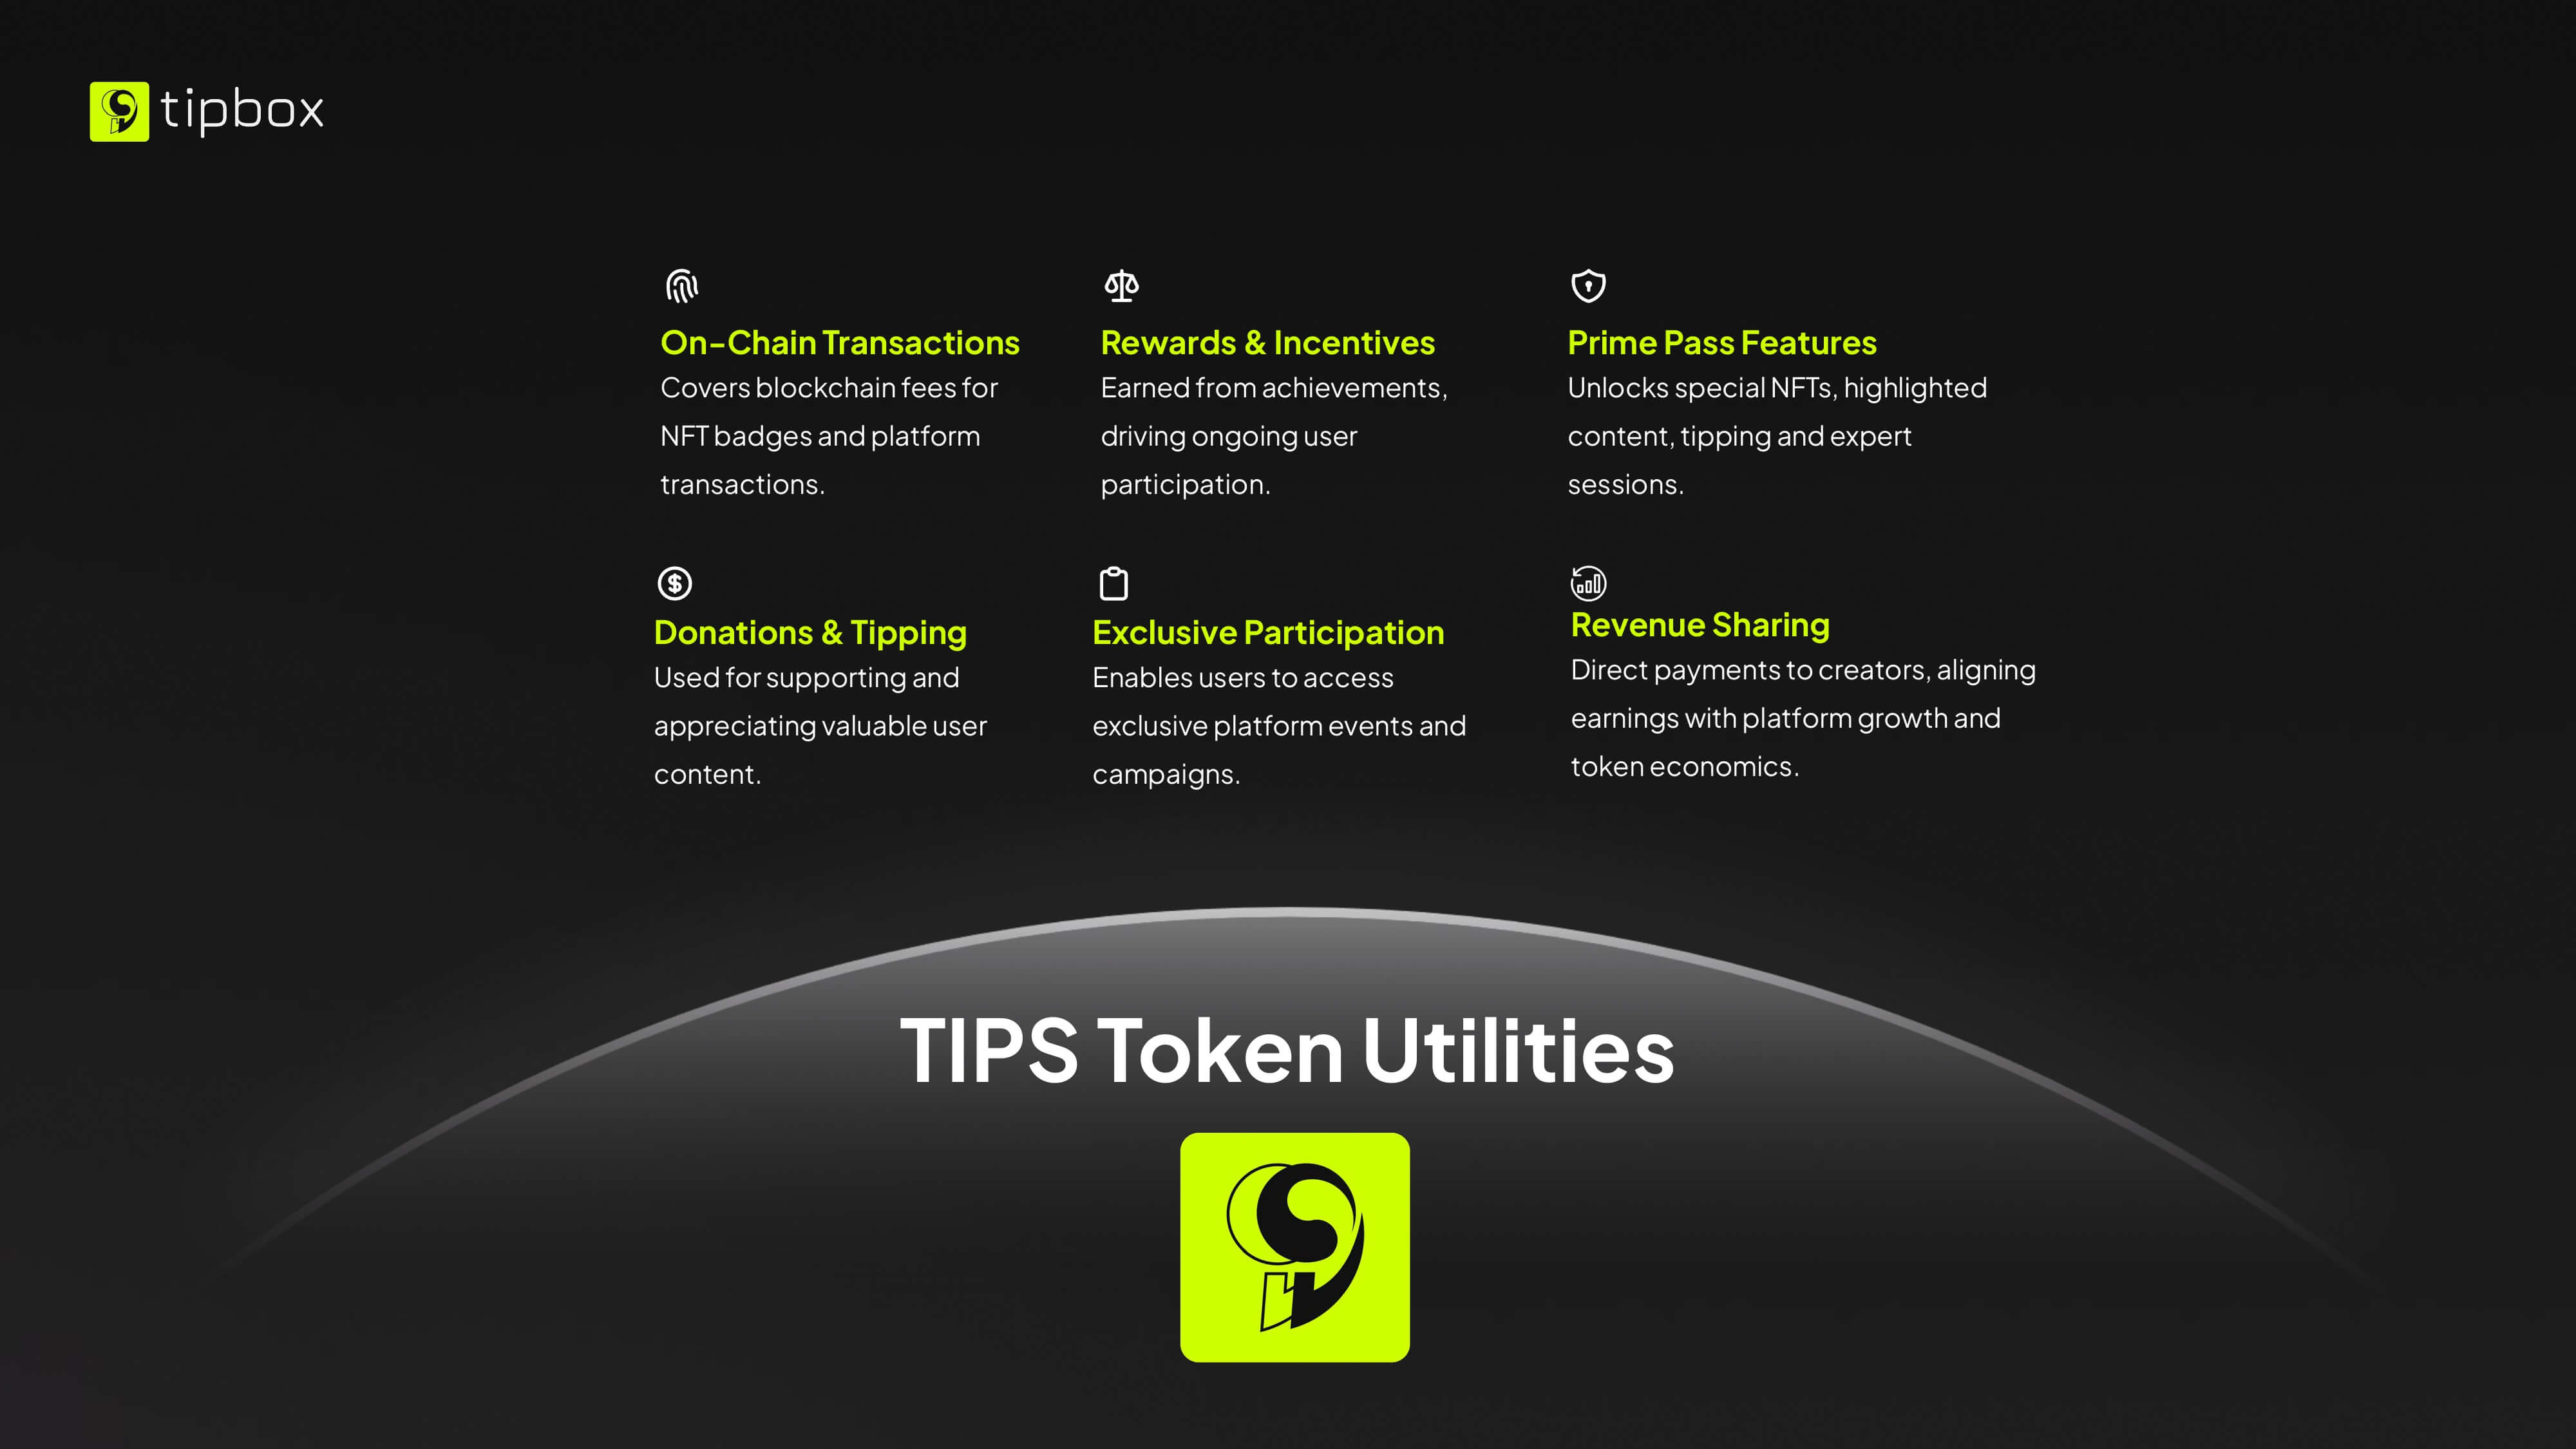 tipbox
On-Chain Transactions
Covers blockchain fees for
NFT badges and platform
transactions.
Rewards & Incentives
Earned from achievements,
driving ongoing user
participation.
Prime Pass Features
Unlocks special NFTs, highlighted
content, tipping and expert
sessions.
Donations & Tipping
Used for supporting and
appreciating valuable user
content.
Exclusive Participation
Enables users to access
exclusive platform events and
campaigns.
Revenue Sharing
Direct payments to creators, aligning
earnings with platform growth and
token economics.
TIPS Token Utilities